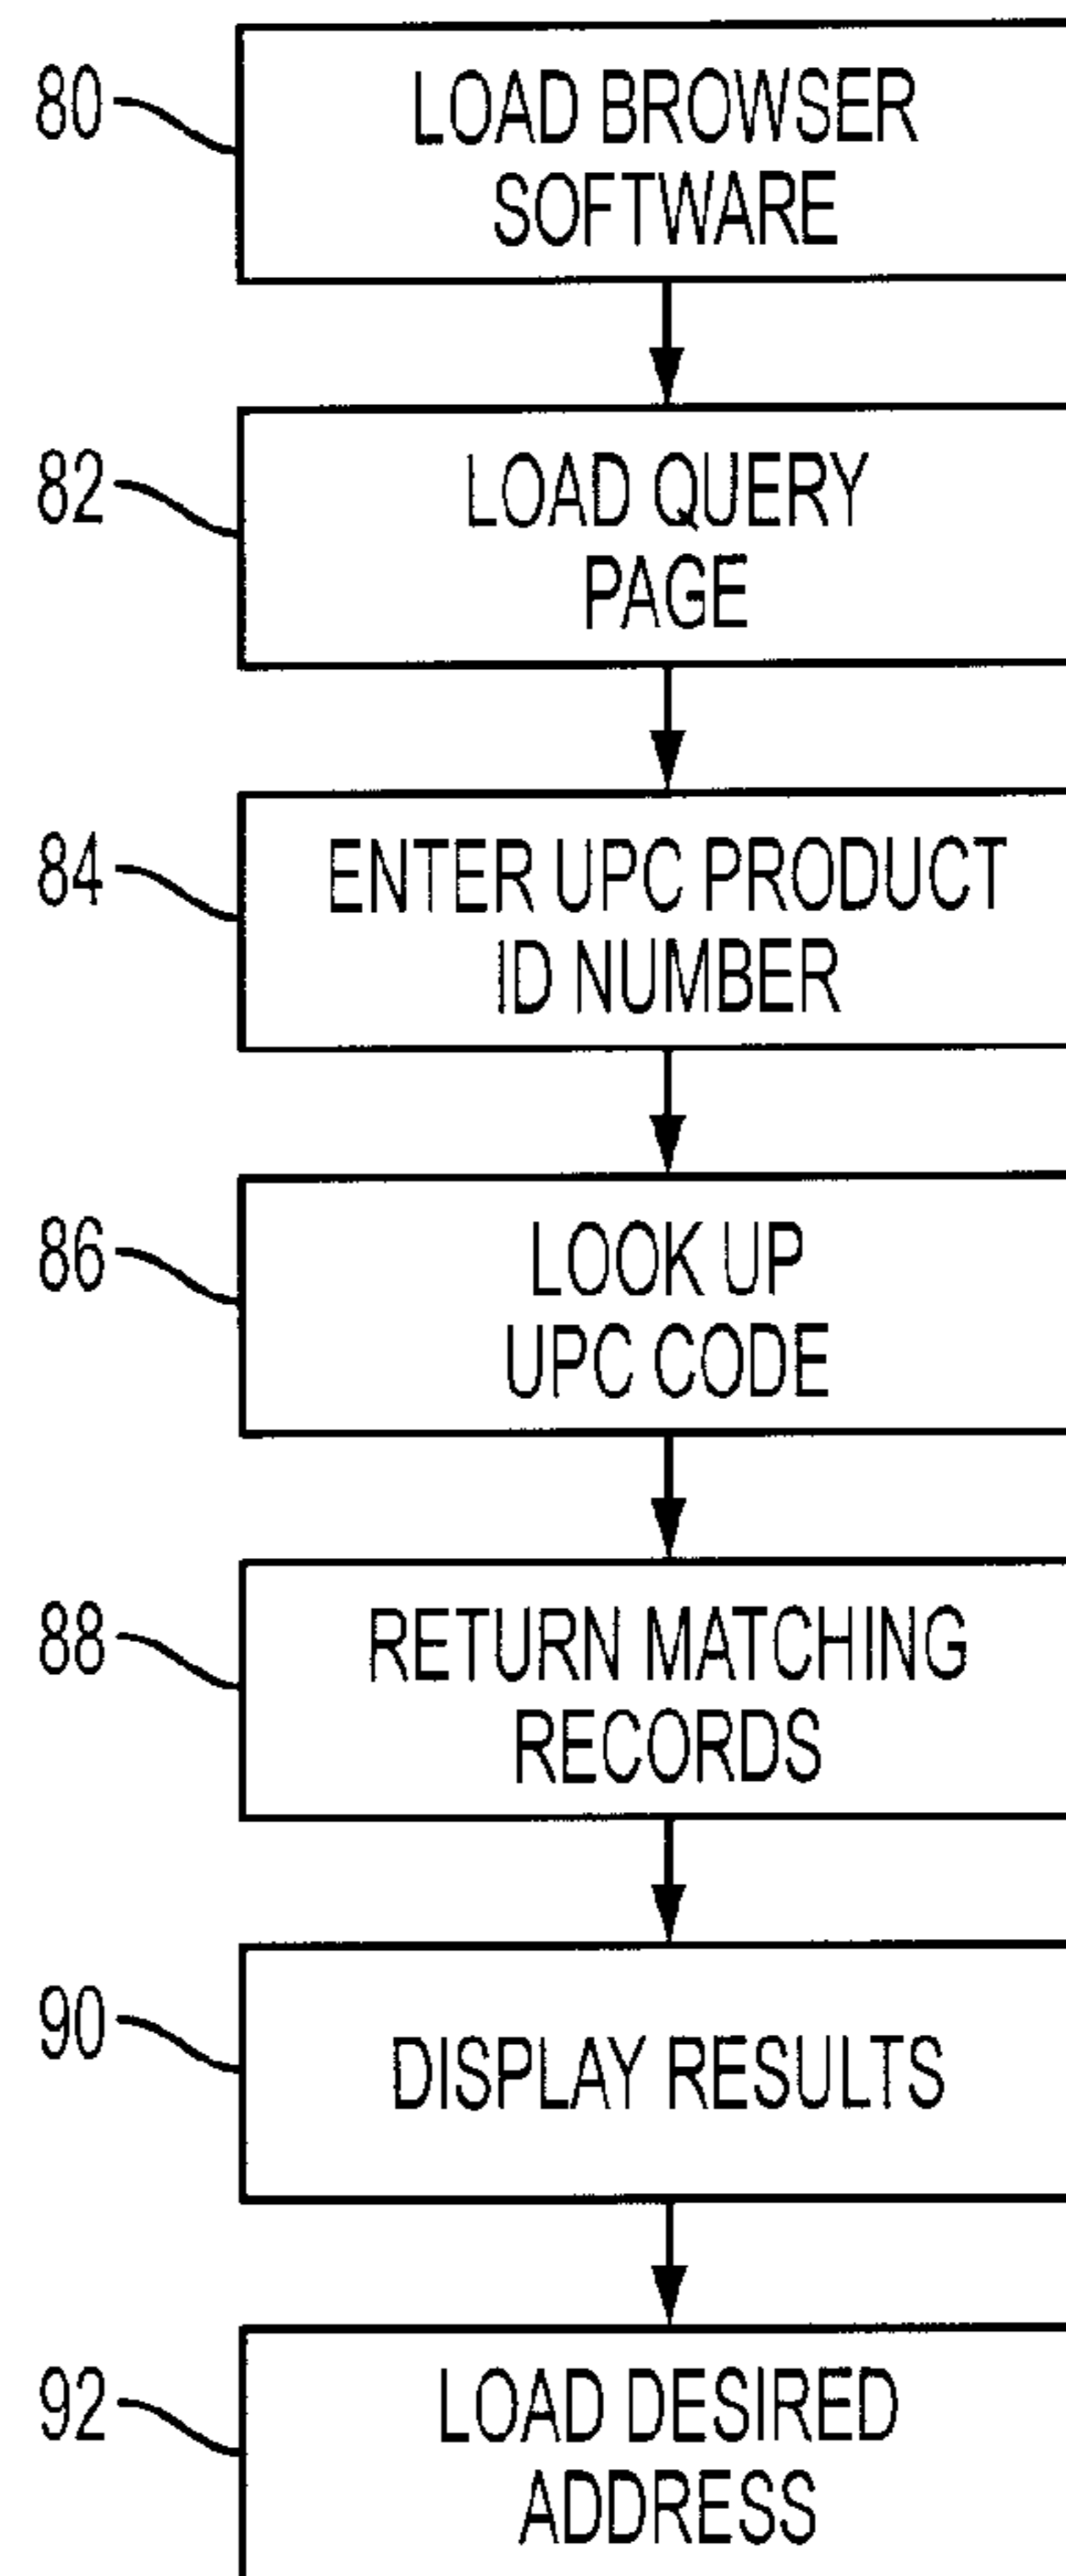 80
LOAD BROWSER
SOFTWARE
82
LOAD QUERY
PAGE
84
ENTER UPC PRODUCT
ID NUMBER
86
LOOK UP
UPC CODE
88
RETURN MATCHING
RECORDS
90
DISPLAY RESULTS
92
LOAD DESIRED
ADDRESS